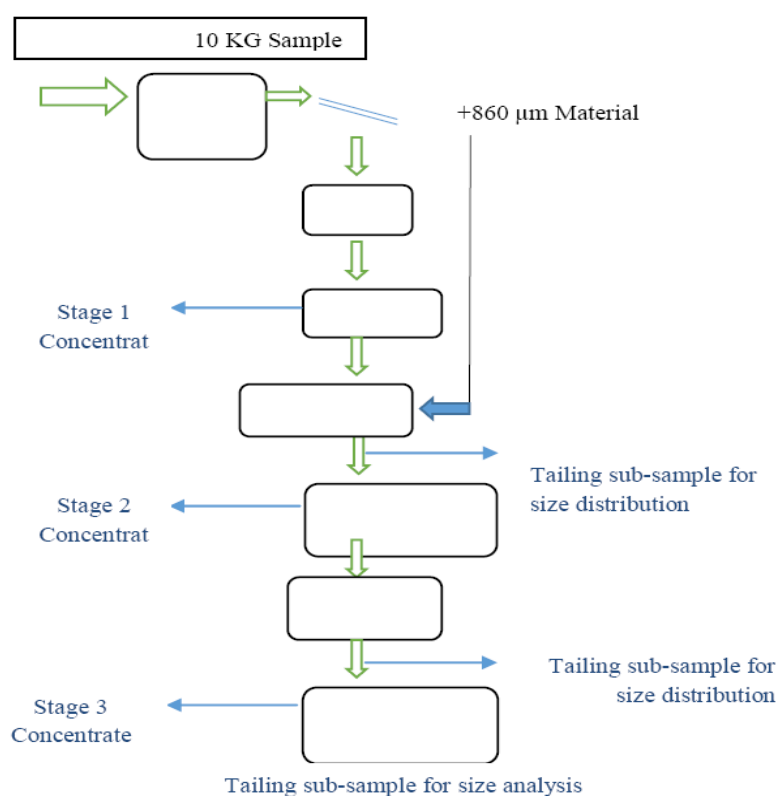 10 KG Sample
+860 μm Material
Stage 1
Concentrat
Tailing sub-sample for
size distribution
Stage 2
Concentrat
Tailing sub-sample for
size distribution
Stage 3
Concentrate
Tailing sub-sample for size analysis